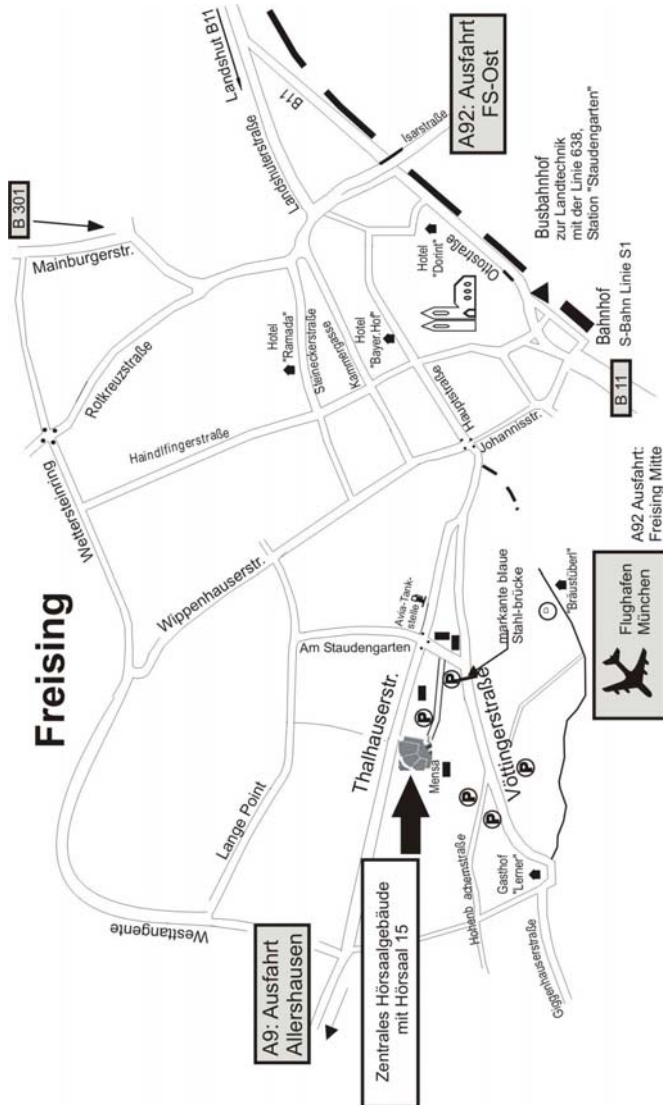 Freising
Landshut B11
B11
Landshuterstraße
Isarstraße
A92: Ausfahrt
FS-Ost
B 301
Mainburgerstr.
Rotkreuzstraße
Wettersteinring
Haindlfingerstraße
Wippenhauserstr.
Hotel
"Ramada"
Steineckerstraße
Kammergasse
Hotel
"Bayer.Hof"
Hauptstraße
Hotel
"Dorint"
Ottostraße
Busbahnhof
zur Landtechnik
mit der Linie 638,
Station "Staudengarten"
Bahnhof
S-Bahn Linie S1
B 11
Johannisstr.
A92 Ausfahrt:
Freising Mitte
Flughafen
München
"Bräustüberl"
markante blaue
Stahl-brücke
Avia-Tank-
stelle
Am Staudengarten
Thalhauserstr.
Vöttingerstraße
P
P
P
P
P
Mensa
Lange Point
Westtangente
A9: Ausfahrt
Allershausen
Zentrales Hörsaalgebäude
mit Hörsaal 15
Hohenb achernstraße
Gasthof
"Lerner"
Giggenhauserstraße